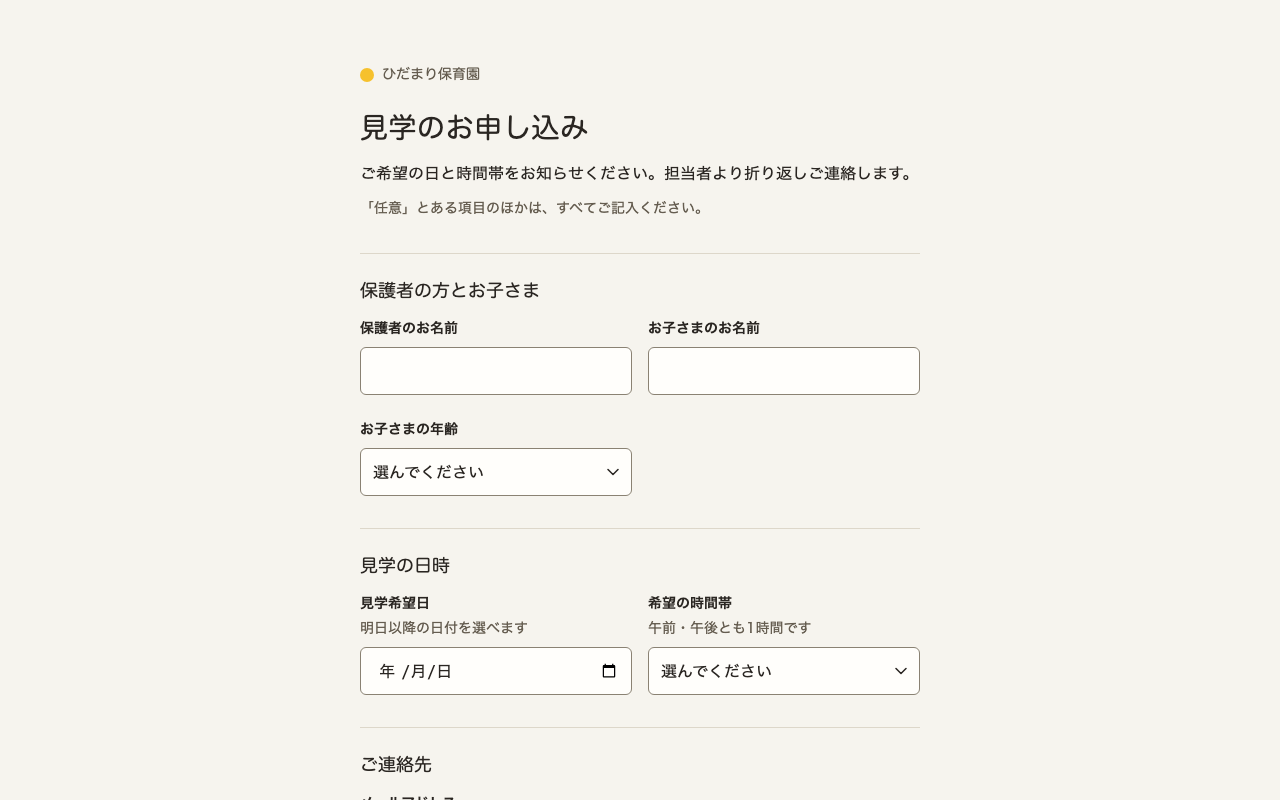 ひだまり保育園
見学のお申し込み
ご希望の日と時間帯をお知らせください。担当者より折り返しご連絡します。
「任意」とある項目のほかは、すべてご記入ください。
保護者の方とお子さま
保護者のお名前
お子さまのお名前
お子さまの年齢
選んでください
見学の日時
見学希望日
希望の時間帯
明日以降の日付を選べます
午前・午後とも1時間です
年 /月/日
選んでください
ご連絡先
メールアドレス